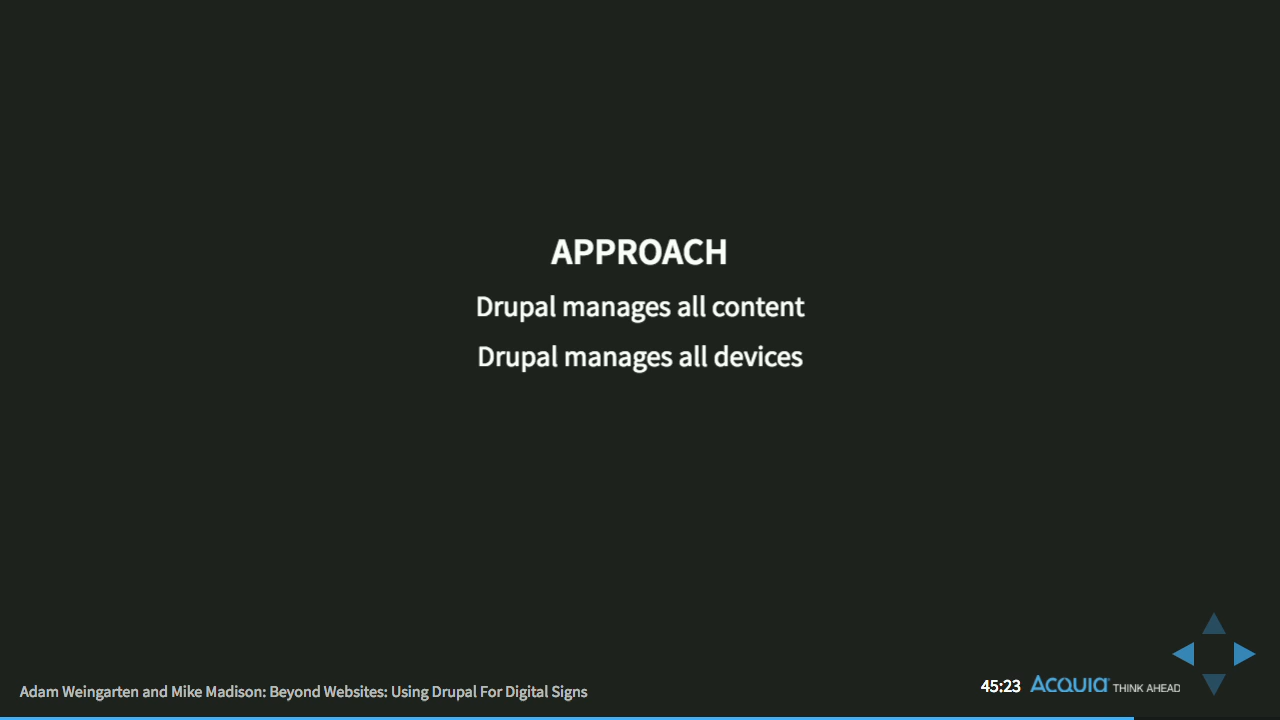 APPROACH
Drupal manages all content
Drupal manages all devices
Adam Weingarten and Mike Madison: Beyond Websites: Using Drupal For Digital Signs
45:23 Acquia THINK AHEAD